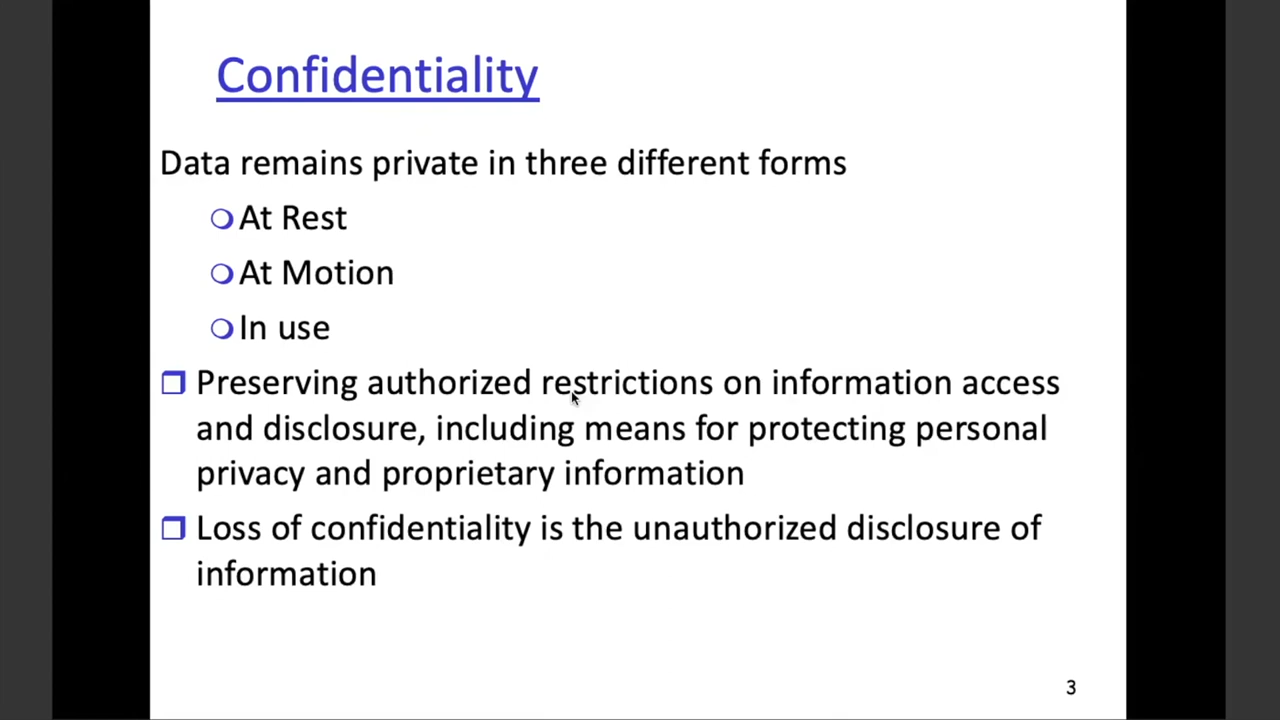 Confidentiality
Data remains private in three different forms
At Rest
At Motion
In use
Preserving authorized restrictions on information access
and disclosure, including means for protecting personal
privacy and proprietary information
Loss of confidentiality is the unauthorized disclosure of
information
3